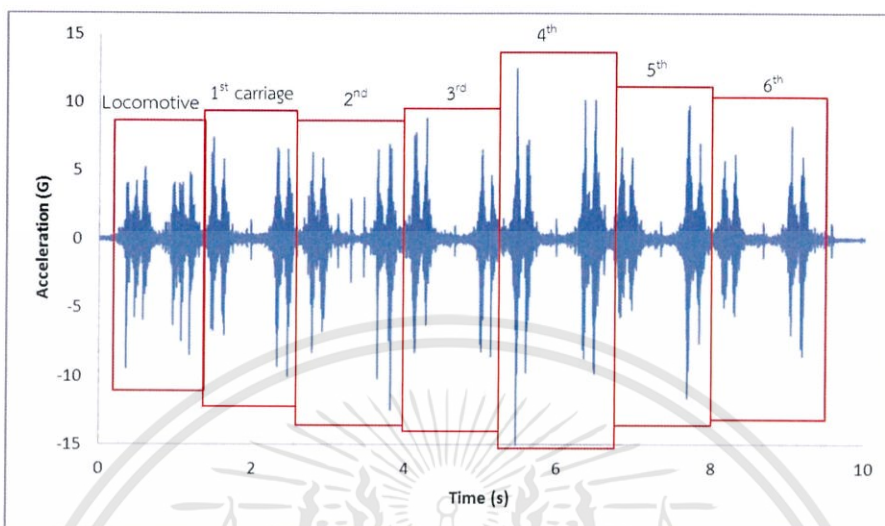 15
10
5
0
-5
-10
-15
Acceleration (G)
Locomotive
1st carriage
2nd
3rd
4th
5th
6th
0 2 4 6 8 10
Time (s)